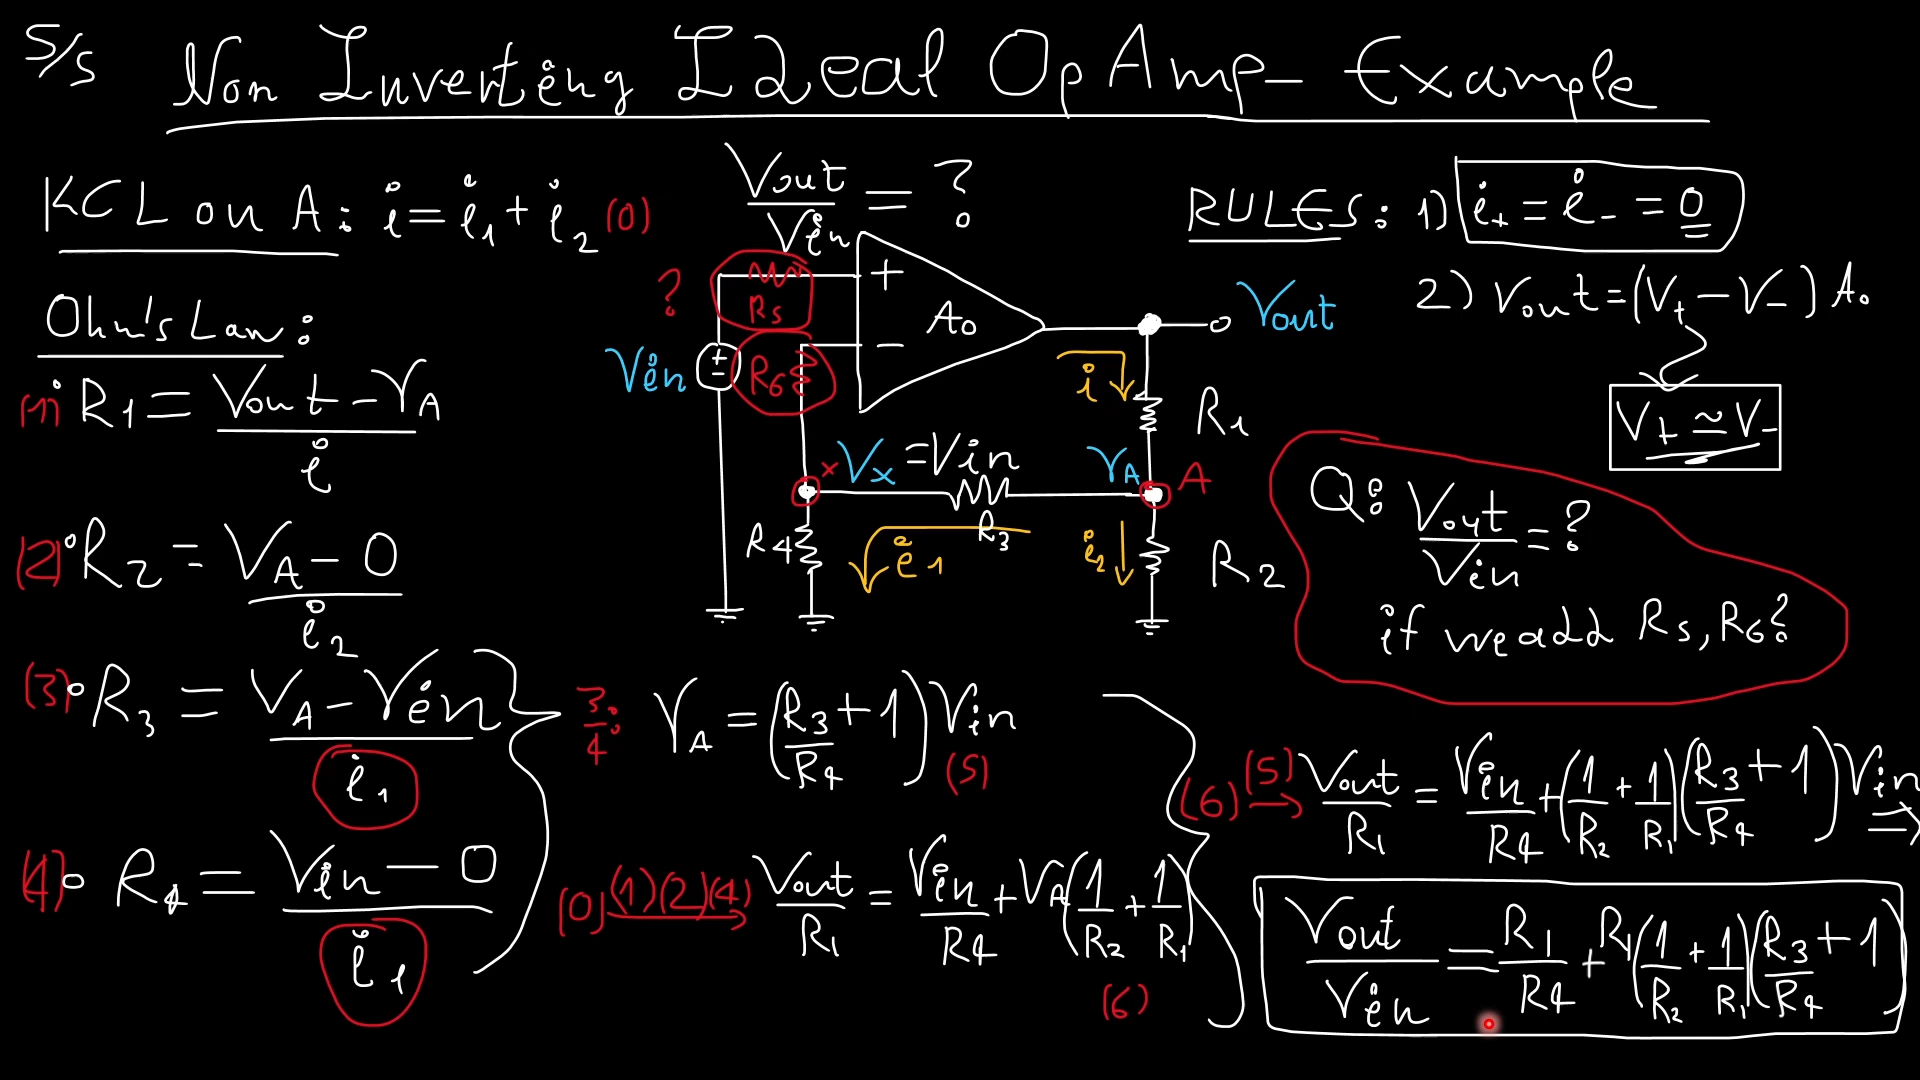 5/5
Non Inverting Ideal Op Amp - Example
KCL on A: i = i1 + i2 (0)
Ohm's Law:
(1) R1 = (Vout - VA) / i
(2) R2 = (VA - 0) / i2
(3) R3 = (VA - Vin) / i1
(4) R4 = (Vin - 0) / i1
Vout / Vin = ?
?
R5
R6
Vin
+
-
A0
Vout
i
R1
x Vx = Vin
VA
A
R3
R4
i1
i2
R2
RULES: 1) i+ = i- = 0
2) Vout = (V+ - V-) A0
V+ ≃ V-
Q: Vout / Vin = ?
if we add R5, R6?
3/4: VA = (R3/R4 + 1) Vin (5)
(0) (1)(2)(4) → Vout/R1 = Vin/R4 + VA (1/R2 + 1/R1) (6)
(6) (5) → Vout/R1 = Vin/R4 + (1/R2 + 1/R1)(R3/R4 + 1) Vin ⇒
Vout/Vin = R1/R4 + R1 (1/R2 + 1/R1)(R3/R4 + 1)